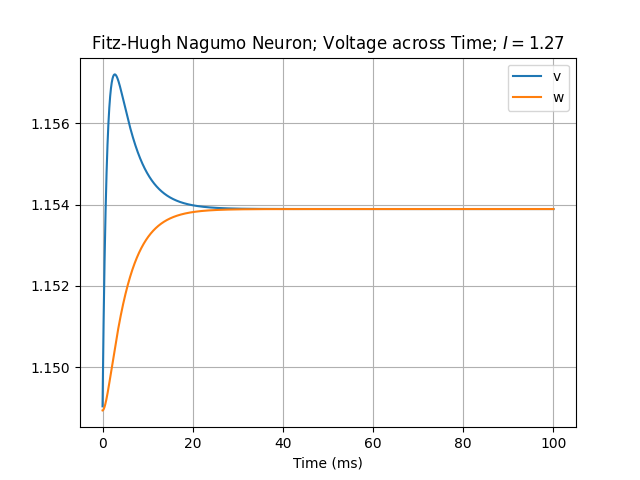 Fitz-Hugh Nagumo Neuron; Voltage across Time; I = 1.27
v
w
1.156
1.154
1.152
1.150
0 20 40 60 80 100
Time (ms)